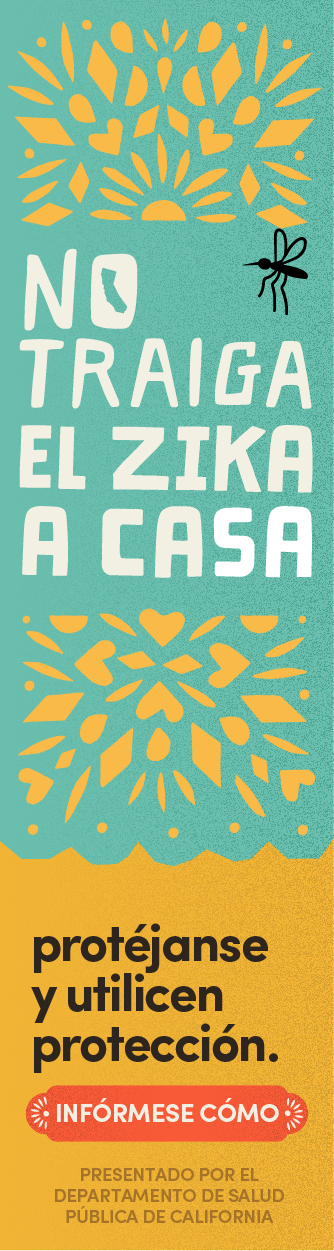 NO
TRAIGA
EL ZIKA
A CASA
protéjanse
y utilicen
protección.
INFÓRMESE CÓMO
PRESENTADO POR EL
DEPARTAMENTO DE SALUD
PÚBLICA DE CALIFORNIA